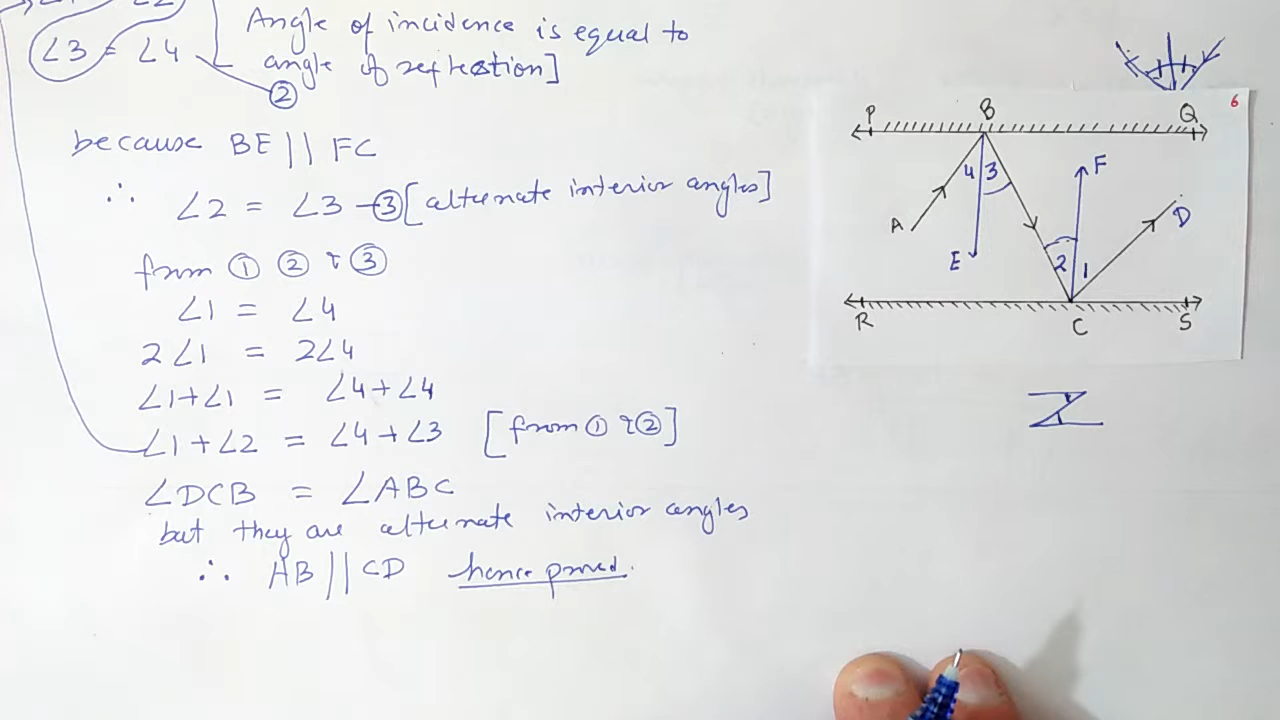 ∠3 = ∠4
Angle of incidence is equal to
angle of reflection]
②
because BE || FC
∴ ∠2 = ∠3 -③ [alternate interior angles]
from ① ② & ③
∠1 = ∠4
2∠1 = 2∠4
∠1+∠1 = ∠4+∠4
∠1+∠2 = ∠4+∠3 [from ① & ②]
∠DCB = ∠ABC
but they are alternate interior angles
∴ AB || CD hence proved.
6
P B Q
4 3 F
A D
E 2 1
R C S